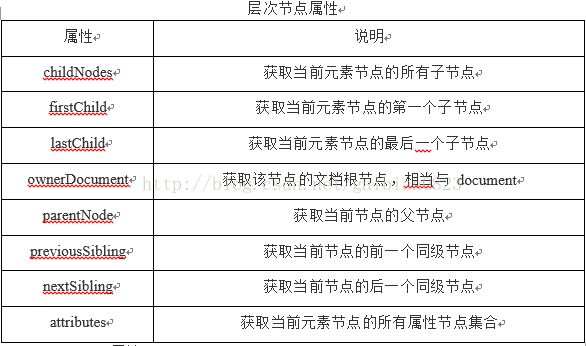 层次节点属性
属性 说明
childNodes 获取当前元素节点的所有子节点
firstChild 获取当前元素节点的第一个子节点
lastChild 获取当前元素节点的最后一个子节点
ownerDocument 获取该节点的文档根节点，相当与 document
parentNode 获取当前节点的父节点
previousSibling 获取当前节点的前一个同级节点
nextSibling 获取当前节点的后一个同级节点
attributes 获取当前元素节点的所有属性节点集合